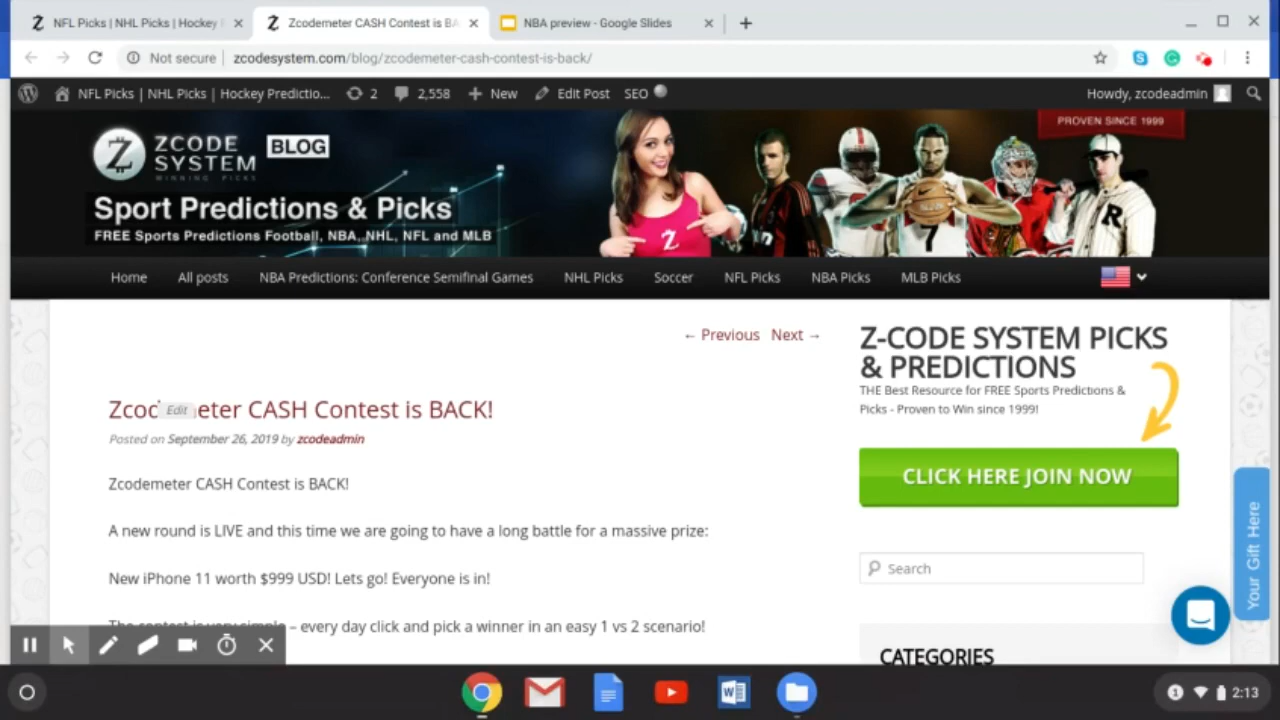 NFL Picks | NHL Picks | Hockey
Zcodemeter CASH Contest is BA
NBA preview - Google Slides
Not secure
zcodesystem.com/blog/zcodemeter-cash-contest-is-back/
NFL Picks | NHL Picks | Hockey Predictio...
2
2,558
New
Edit Post
SEO
Howdy, zcodeadmin
ZCODE
SYSTEM
WINNING PICKS
BLOG
PROVEN SINCE 1999
Sport Predictions & Picks
FREE Sports Predictions Football, NBA, NHL, NFL and MLB
Z
7
R
Home
All posts
NBA Predictions: Conference Semifinal Games
NHL Picks
Soccer
NFL Picks
NBA Picks
MLB Picks
← Previous
Next →
Z-CODE SYSTEM PICKS
& PREDICTIONS
THE Best Resource for FREE Sports Predictions &
Picks - Proven to Win since 1999!
Zcod Edit eter CASH Contest is BACK!
Posted on September 26, 2019 by zcodeadmin
CLICK HERE JOIN NOW
Zcodemeter CASH Contest is BACK!
A new round is LIVE and this time we are going to have a long battle for a massive prize:
New iPhone 11 worth $999 USD! Lets go! Everyone is in!
The contest is very simple – every day click and pick a winner in an easy 1 vs 2 scenario!
Search
Your Gift Here
CATEGORIES
1
2:13